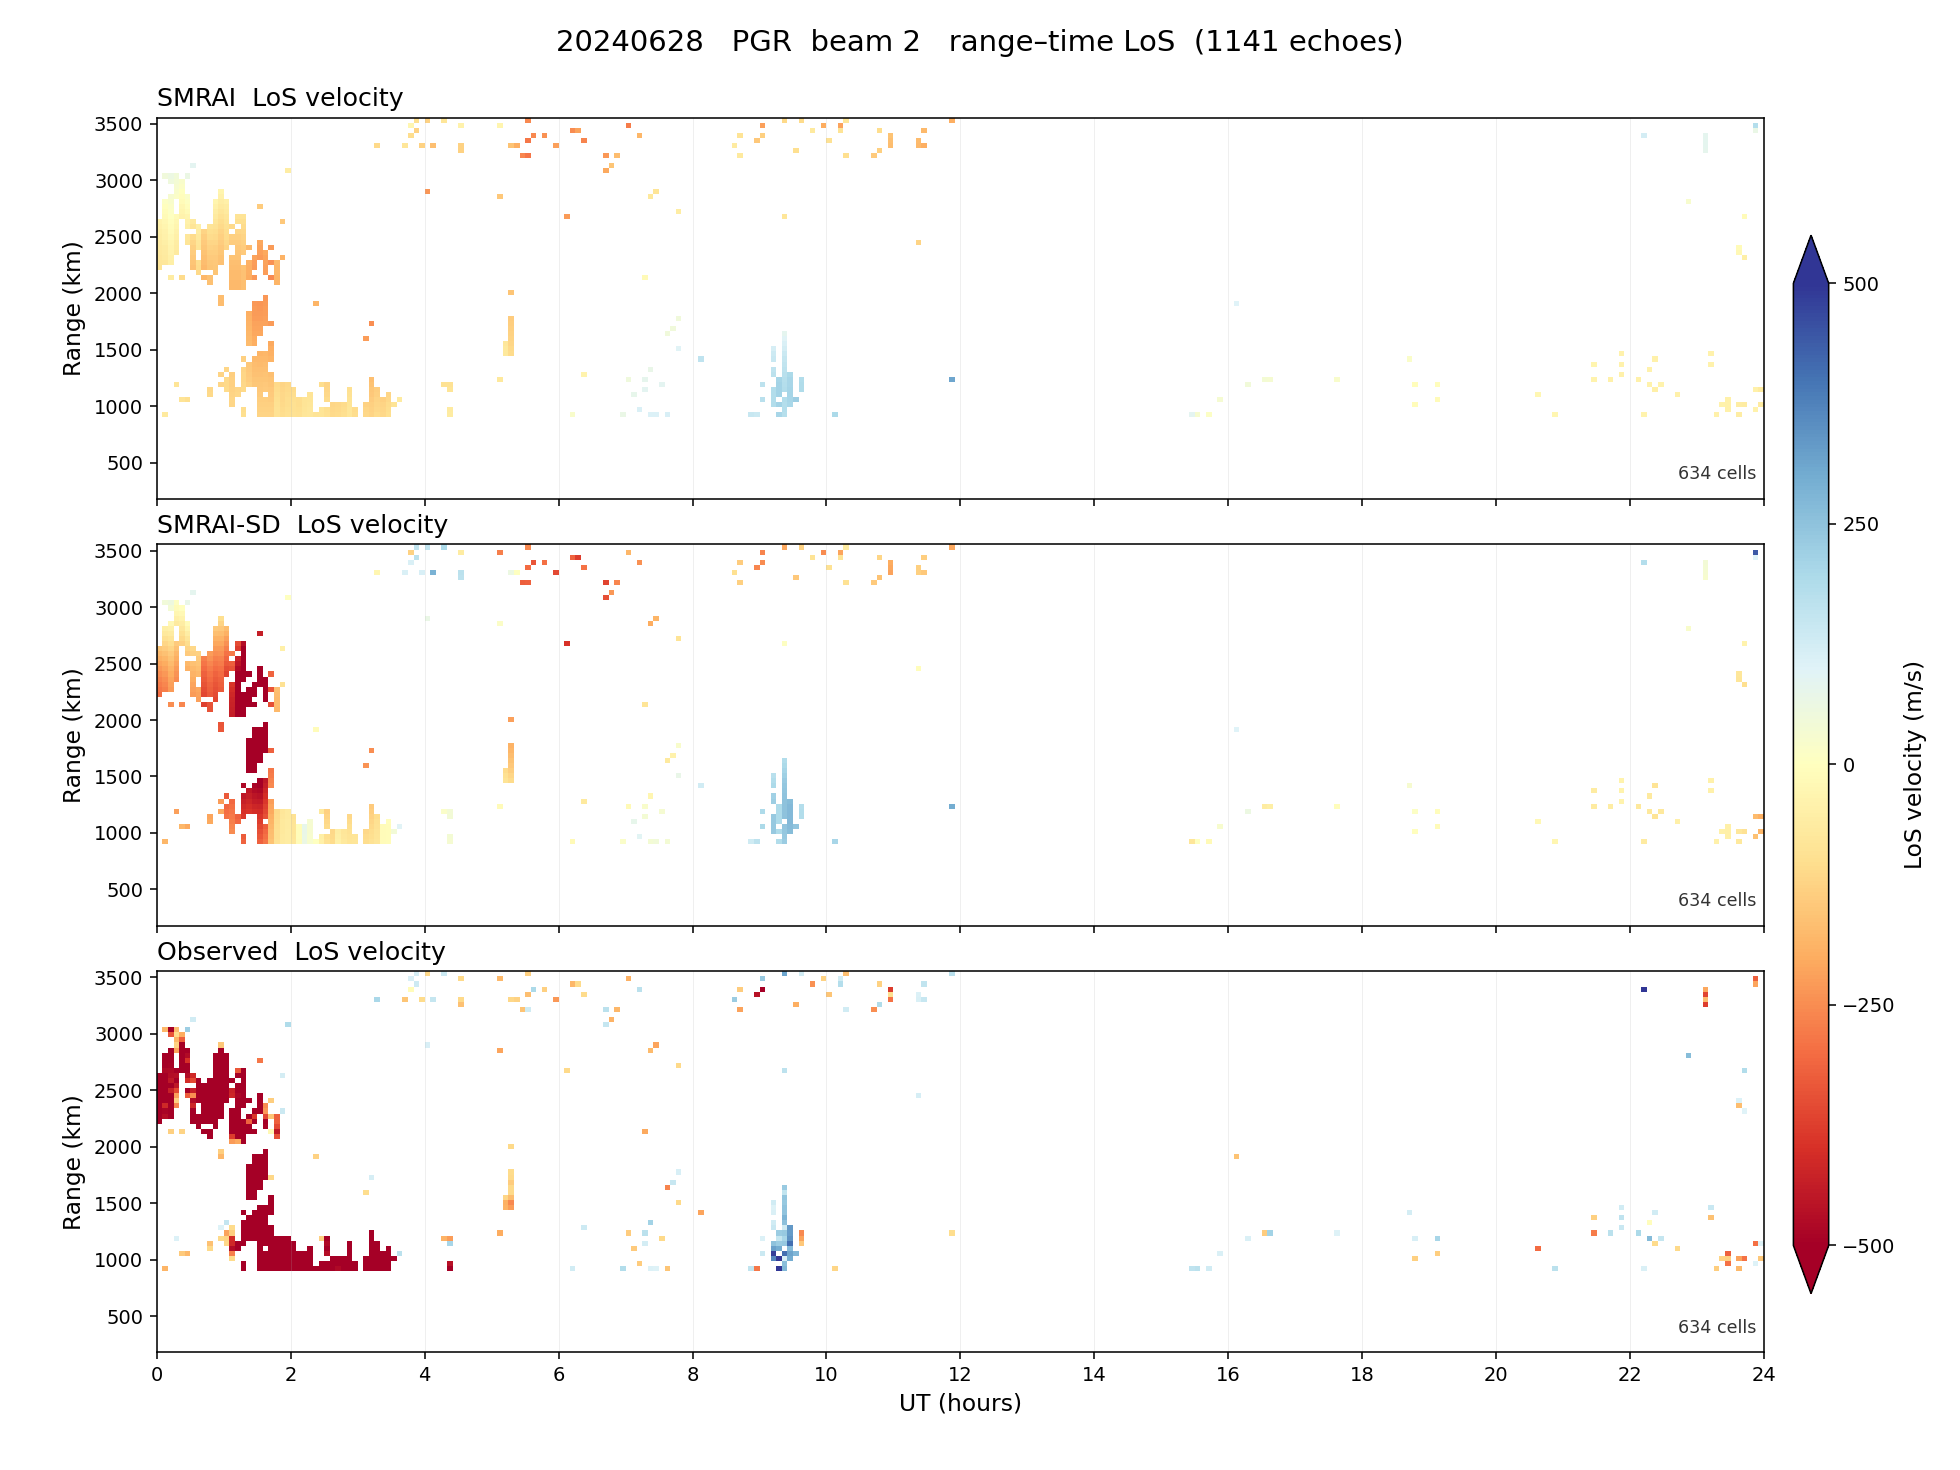 20240628 PGR beam 2 range–time LoS (1141 echoes)
SMRAI LoS velocity
3500
3000
2500
2000
1500
1000
500
Range (km)
634 cells
SMRAI-SD LoS velocity
3500
3000
2500
2000
1500
1000
500
Range (km)
634 cells
Observed LoS velocity
3500
3000
2500
2000
1500
1000
500
Range (km)
634 cells
0 2 4 6 8 10 12 14 16 18 20 22 24
UT (hours)
500
250
0
−250
−500
LoS velocity (m/s)